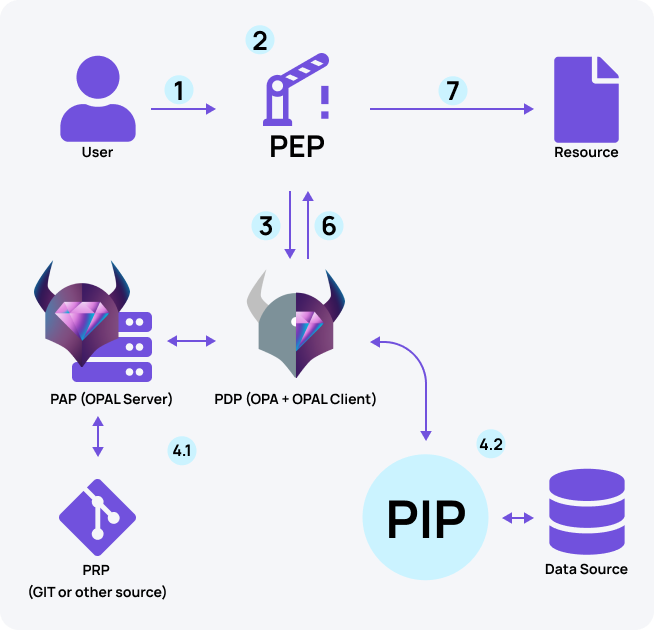 2
1
7
User
PEP
Resource
3
6
PAP (OPAL Server)
PDP (OPA + OPAL Client)
4.1
4.2
PIP
PRP
(GIT or other source)
Data Source